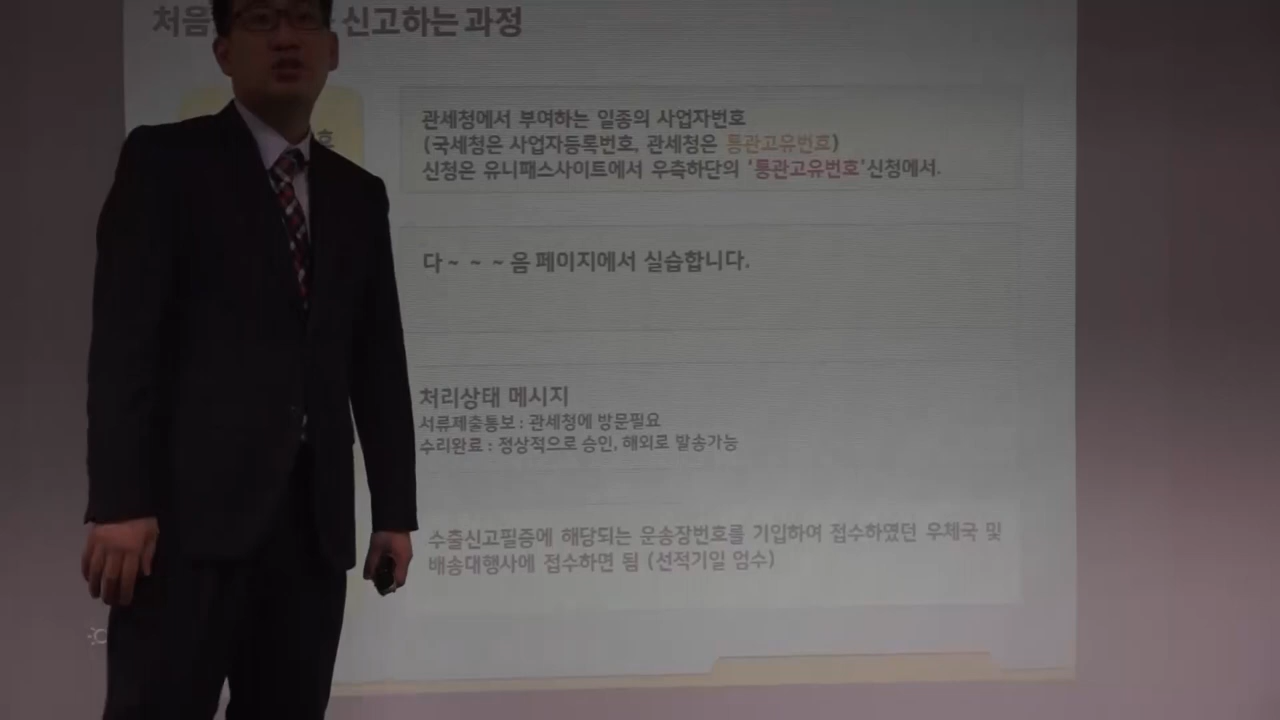 처음 신고하는 과정
호
관세청에서 부여하는 일종의 사업자번호
(국세청은 사업자등록번호, 관세청은 통관고유번호)
신청은 유니패스사이트에서 우측하단의 '통관고유번호'신청에서.
다~ ~ ~음 페이지에서 실습합니다.
처리상태 메시지
서류제출통보 : 관세청에 방문필요
수리완료 : 정상적으로 승인, 해외로 발송가능
수출신고필증에 해당되는 운송장번호를 기입하여 접수하였던 우체국 및
배송대행사에 접수하면 됨 (선적기일 엄수)